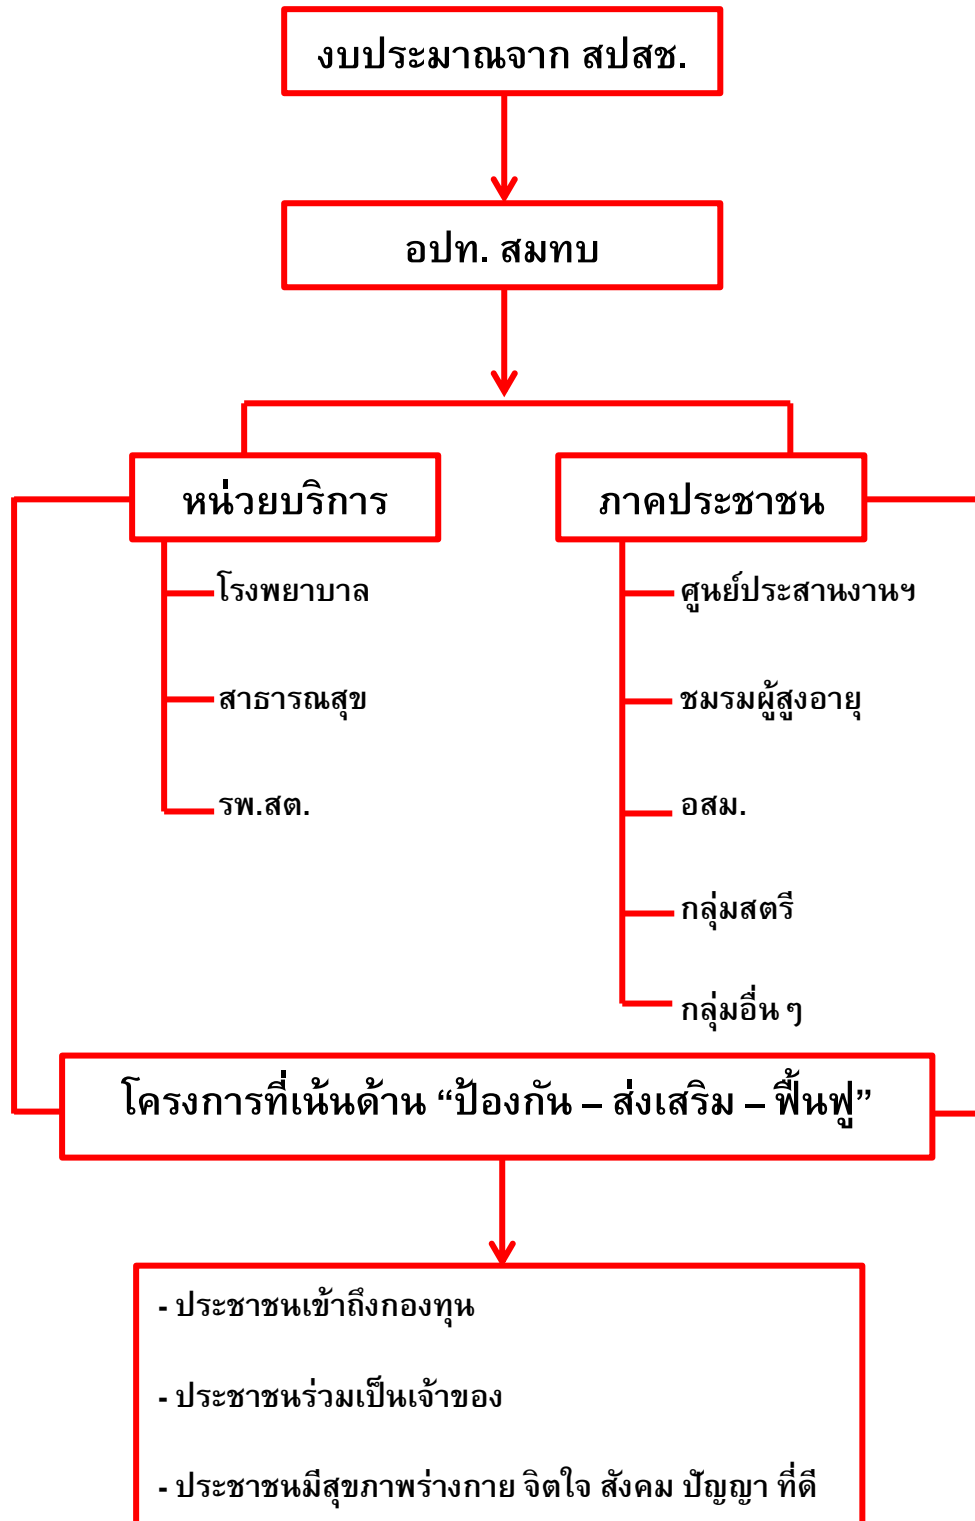 งบประมาณจาก สปสช.
อปท. สมทบ
หน่วยบริการ
ภาคประชาชน
โรงพยาบาล
สาธารณสุข
รพ.สต.
ศูนย์ประสานงานฯ
ชมรมผู้สูงอายุ
อสม.
กลุ่มสตรี
กลุ่มอื่น ๆ
โครงการที่เน้นด้าน “ป้องกัน – ส่งเสริม – ฟื้นฟู”
- ประชาชนเข้าถึงกองทุน
- ประชาชนร่วมเป็นเจ้าของ
- ประชาชนมีสุขภาพร่างกาย จิตใจ สังคม ปัญญา ที่ดี